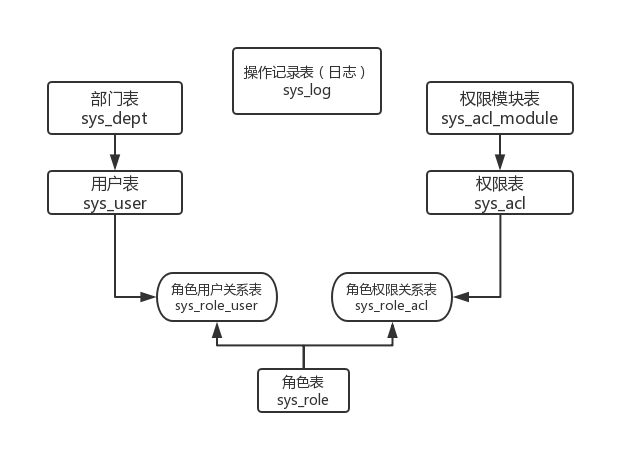 操作记录表（日志）
sys_log
部门表
sys_dept
权限模块表
sys_acl_module
用户表
sys_user
权限表
sys_acl
角色用户关系表
sys_role_user
角色权限关系表
sys_role_acl
角色表
sys_role